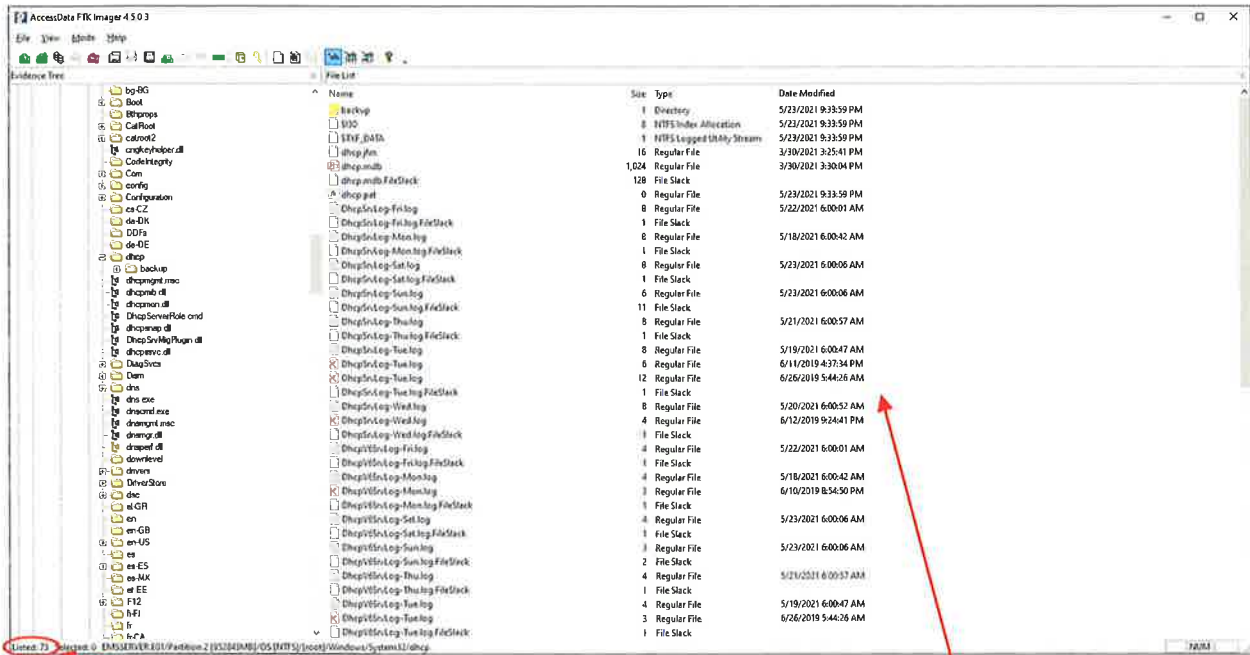 AccessData FTK Imager 4.5.0.3
File View Mode Help
Evidence Tree
File List
bg-BG
Boot
Bthprops
CatRoot
catroot2
cngkeyhelper.dll
CodeIntegrity
Com
config
Configuration
cs-CZ
da-DK
DDFs
de-DE
dhcp
backup
dhcpmgmt.msc
dhcpmib.dll
dhcpmon.dll
DhcpServerRole.cmd
dhcpsnap.dll
DhcpSrvMigPlugin.dll
dhcpssvc.dll
DiagSvcs
Dism
dns
dns.exe
dnscmd.exe
dnsmgmt.msc
dnsmgr.dll
dnsperf.dll
downlevel
drivers
DriverStore
dsc
el-GR
en
en-GB
en-US
es
es-ES
es-MX
et-EE
F12
fi-FI
fr
fr-CA
Name Size Type Date Modified
backup 1 Directory 5/23/2021 9:33:59 PM
$I30 8 NTFS Index Allocation 5/23/2021 9:33:59 PM
$TXF_DATA 1 NTFS Logged Utility Stream 5/23/2021 9:33:59 PM
dhcp.jfm 16 Regular File 3/30/2021 3:25:41 PM
dhcp.mdb 1,024 Regular File 3/30/2021 3:30:04 PM
dhcp.mdb.FileSlack 128 File Slack
dhcp.pat 0 Regular File 5/23/2021 9:33:59 PM
DhcpSrvLog-Fri.log 8 Regular File 5/22/2021 6:00:01 AM
DhcpSrvLog-Fri.log.FileSlack 1 File Slack
DhcpSrvLog-Mon.log 8 Regular File 5/18/2021 6:00:42 AM
DhcpSrvLog-Mon.log.FileSlack 1 File Slack
DhcpSrvLog-Sat.log 8 Regular File 5/23/2021 6:00:06 AM
DhcpSrvLog-Sat.log.FileSlack 1 File Slack
DhcpSrvLog-Sun.log 6 Regular File 5/23/2021 6:00:06 AM
DhcpSrvLog-Sun.log.FileSlack 11 File Slack
DhcpSrvLog-Thu.log 8 Regular File 5/21/2021 6:00:57 AM
DhcpSrvLog-Thu.log.FileSlack 1 File Slack
DhcpSrvLog-Tue.log 8 Regular File 5/19/2021 6:00:47 AM
DhcpSrvLog-Tue.log 6 Regular File 6/11/2019 4:37:34 PM
DhcpSrvLog-Tue.log 12 Regular File 6/26/2019 5:44:26 AM
DhcpSrvLog-Tue.log.FileSlack 1 File Slack
DhcpSrvLog-Wed.log 8 Regular File 5/20/2021 6:00:52 AM
DhcpSrvLog-Wed.log 4 Regular File 6/12/2019 9:24:41 PM
DhcpSrvLog-Wed.log.FileSlack 1 File Slack
DhcpV6SrvLog-Fri.log 4 Regular File 5/22/2021 6:00:01 AM
DhcpV6SrvLog-Fri.log.FileSlack 1 File Slack
DhcpV6SrvLog-Mon.log 4 Regular File 5/18/2021 6:00:42 AM
DhcpV6SrvLog-Mon.log 3 Regular File 6/10/2019 8:54:50 PM
DhcpV6SrvLog-Mon.log.FileSlack 1 File Slack
DhcpV6SrvLog-Sat.log 4 Regular File 5/23/2021 6:00:06 AM
DhcpV6SrvLog-Sat.log.FileSlack 1 File Slack
DhcpV6SrvLog-Sun.log 3 Regular File 5/23/2021 6:00:06 AM
DhcpV6SrvLog-Sun.log.FileSlack 2 File Slack
DhcpV6SrvLog-Thu.log 4 Regular File 5/21/2021 6:00:57 AM
DhcpV6SrvLog-Thu.log.FileSlack 1 File Slack
DhcpV6SrvLog-Tue.log 4 Regular File 5/19/2021 6:00:47 AM
DhcpV6SrvLog-Tue.log 3 Regular File 6/26/2019 5:44:26 AM
DhcpV6SrvLog-Tue.log.FileSlack 1 File Slack
Listed: 73 Selected: 0 EMSSERVER.E01/Partition 2 [952843MB]/OS [NTFS]/[root]/Windows/System32/dhcp NUM